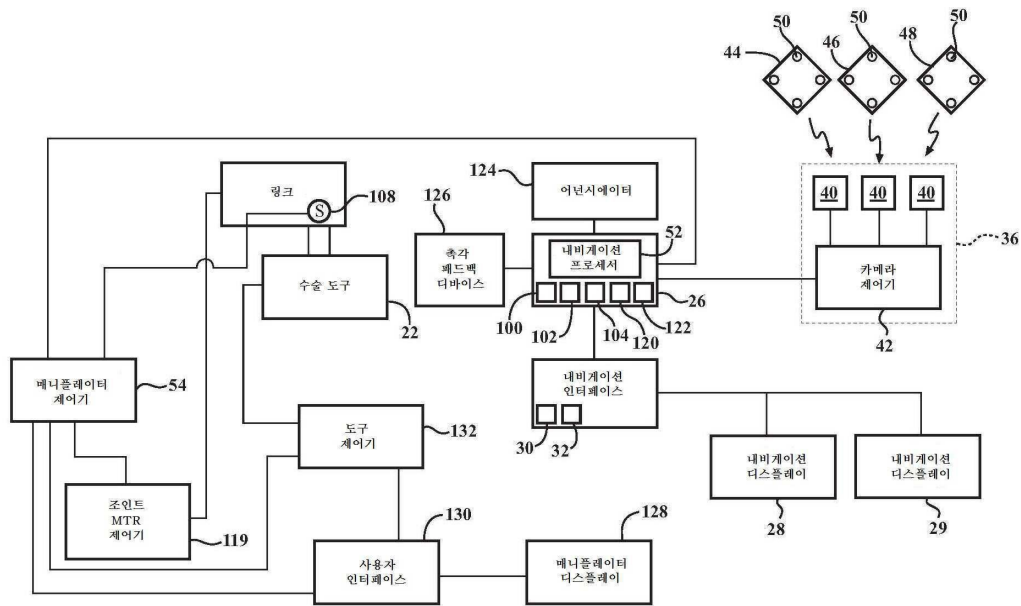 50
50
50
44
46
48
124
어넌시에이터
링크
S
108
126
52
40
40
40
36
촉각
패드백
디바이스
내비게이션
프로세서
카메라
제어기
수술 도구
22
100
102
104
120
122
26
42
매니퓰레이터
제어기
54
내비게이션
인터페이스
30
32
도구
제어기
132
내비게이션
디스플레이
28
내비게이션
디스플레이
29
조인트
MTR
제어기
119
130
128
사용자
인터페이스
매니퓰레이터
디스플레이